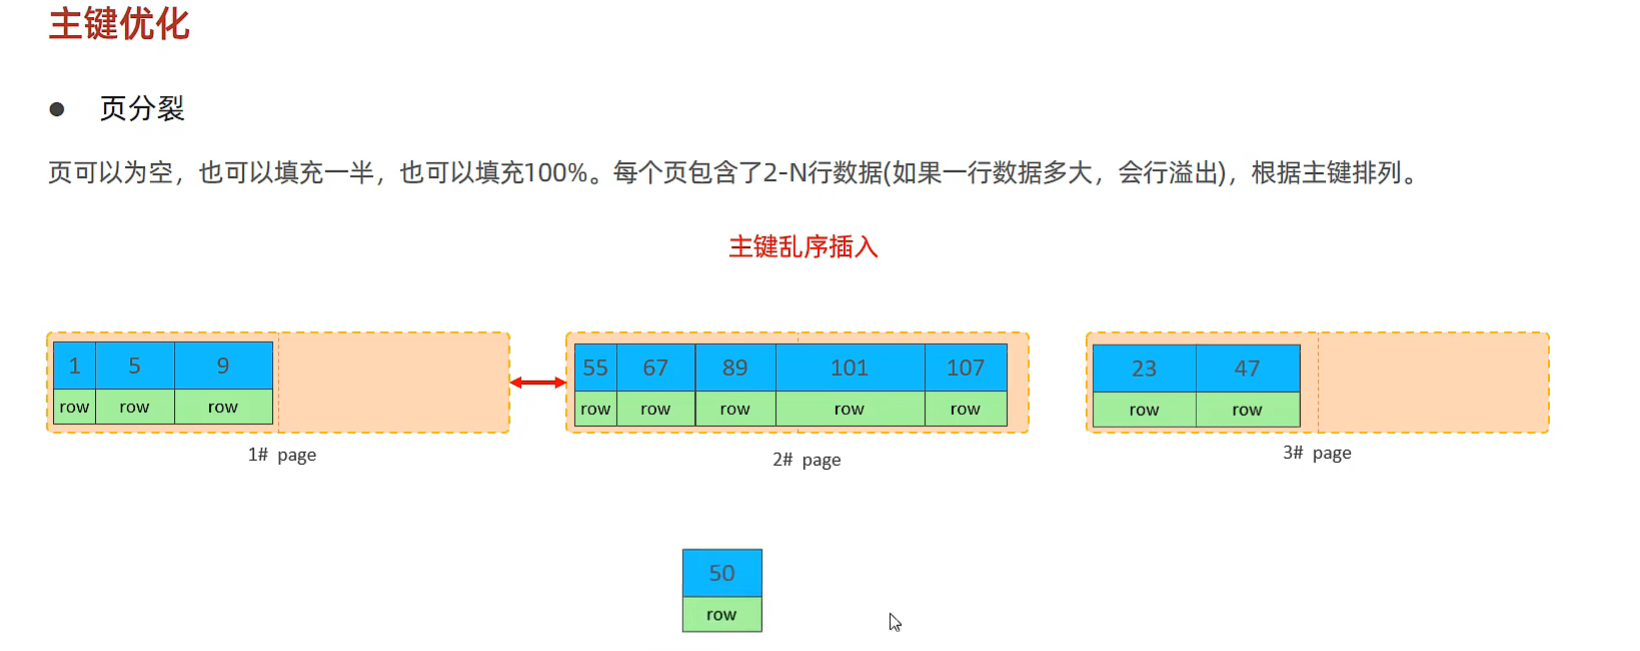 主键优化
● 页分裂
页可以为空，也可以填充一半，也可以填充100%。每个页包含了2-N行数据(如果一行数据多大，会行溢出)，根据主键排列。
主键乱序插入
1 5 9
row row row
1# page
55 67 89 101 107
row row row row row
2# page
23 47
row row
3# page
50
row